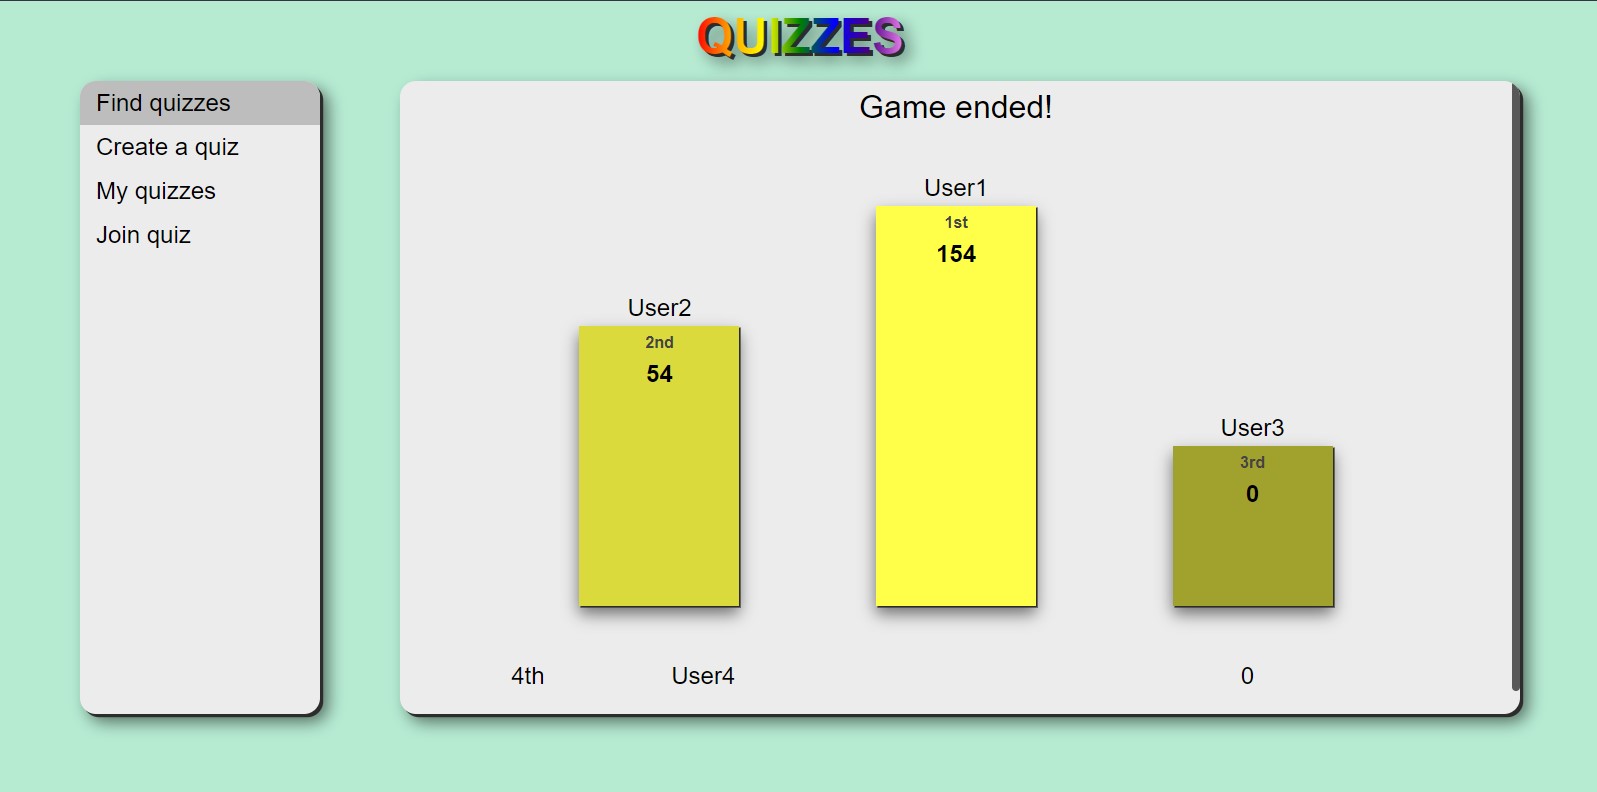 QUIZZES
Find quizzes
Create a quiz
My quizzes
Join quiz
Game ended!
User1
1st
154
User2
2nd
54
User3
3rd
0
4th User4 0